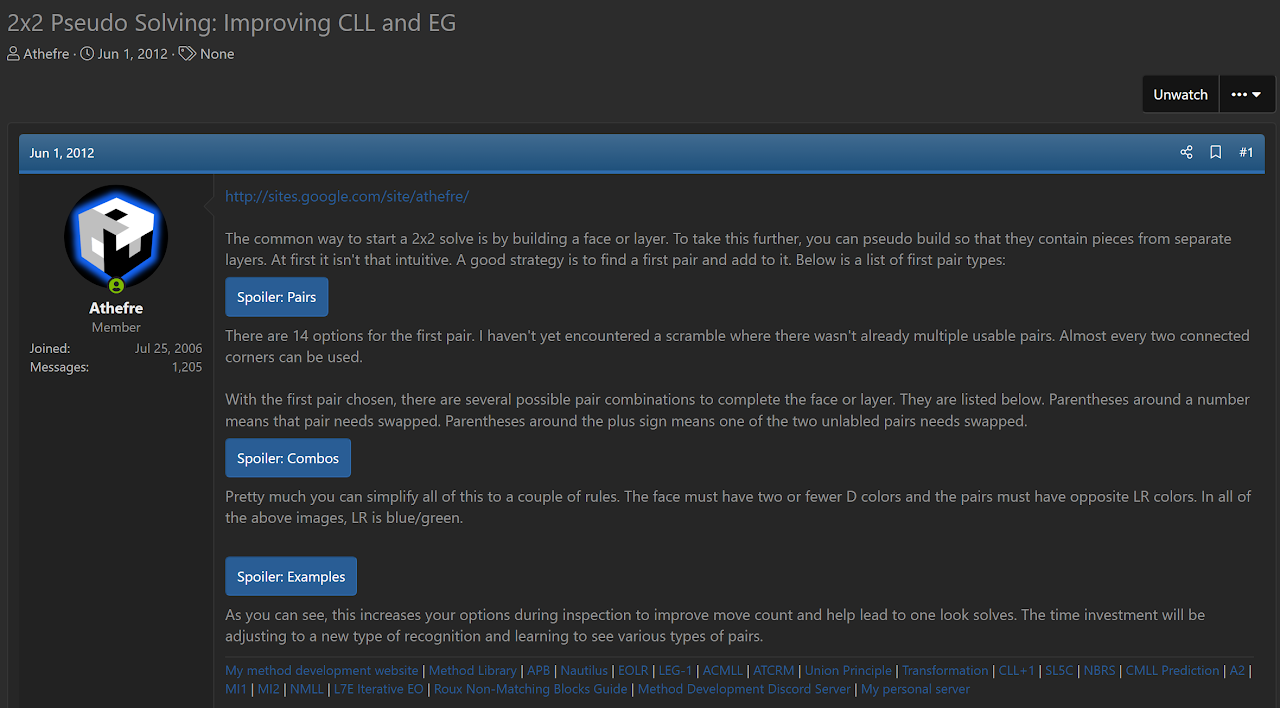 2x2 Pseudo Solving: Improving CLL and EG
Athefre · Jun 1, 2012 · None
Unwatch
Jun 1, 2012
#1
http://sites.google.com/site/athefre/
The common way to start a 2x2 solve is by building a face or layer. To take this further, you can pseudo build so that they contain pieces from separate
layers. At first it isn't that intuitive. A good strategy is to find a first pair and add to it. Below is a list of first pair types:
Spoiler: Pairs
Athefre
Member
Joined: Jul 25, 2006
Messages: 1,205
There are 14 options for the first pair. I haven't yet encountered a scramble where there wasn't already multiple usable pairs. Almost every two connected
corners can be used.
With the first pair chosen, there are several possible pair combinations to complete the face or layer. They are listed below. Parentheses around a number
means that pair needs swapped. Parentheses around the plus sign means one of the two unlabled pairs needs swapped.
Spoiler: Combos
Pretty much you can simplify all of this to a couple of rules. The face must have two or fewer D colors and the pairs must have opposite LR colors. In all of
the above images, LR is blue/green.
Spoiler: Examples
As you can see, this increases your options during inspection to improve move count and help lead to one look solves. The time investment will be
adjusting to a new type of recognition and learning to see various types of pairs.
My method development website | Method Library | APB | Nautilus | EOLR | LEG-1 | ACMLL | ATCRM | Union Principle | Transformation | CLL+1 | SL5C | NBRS | CMLL Prediction | A2 |
MI1 | MI2 | NMLL | L7E Iterative EO | Roux Non-Matching Blocks Guide | Method Development Discord Server | My personal server